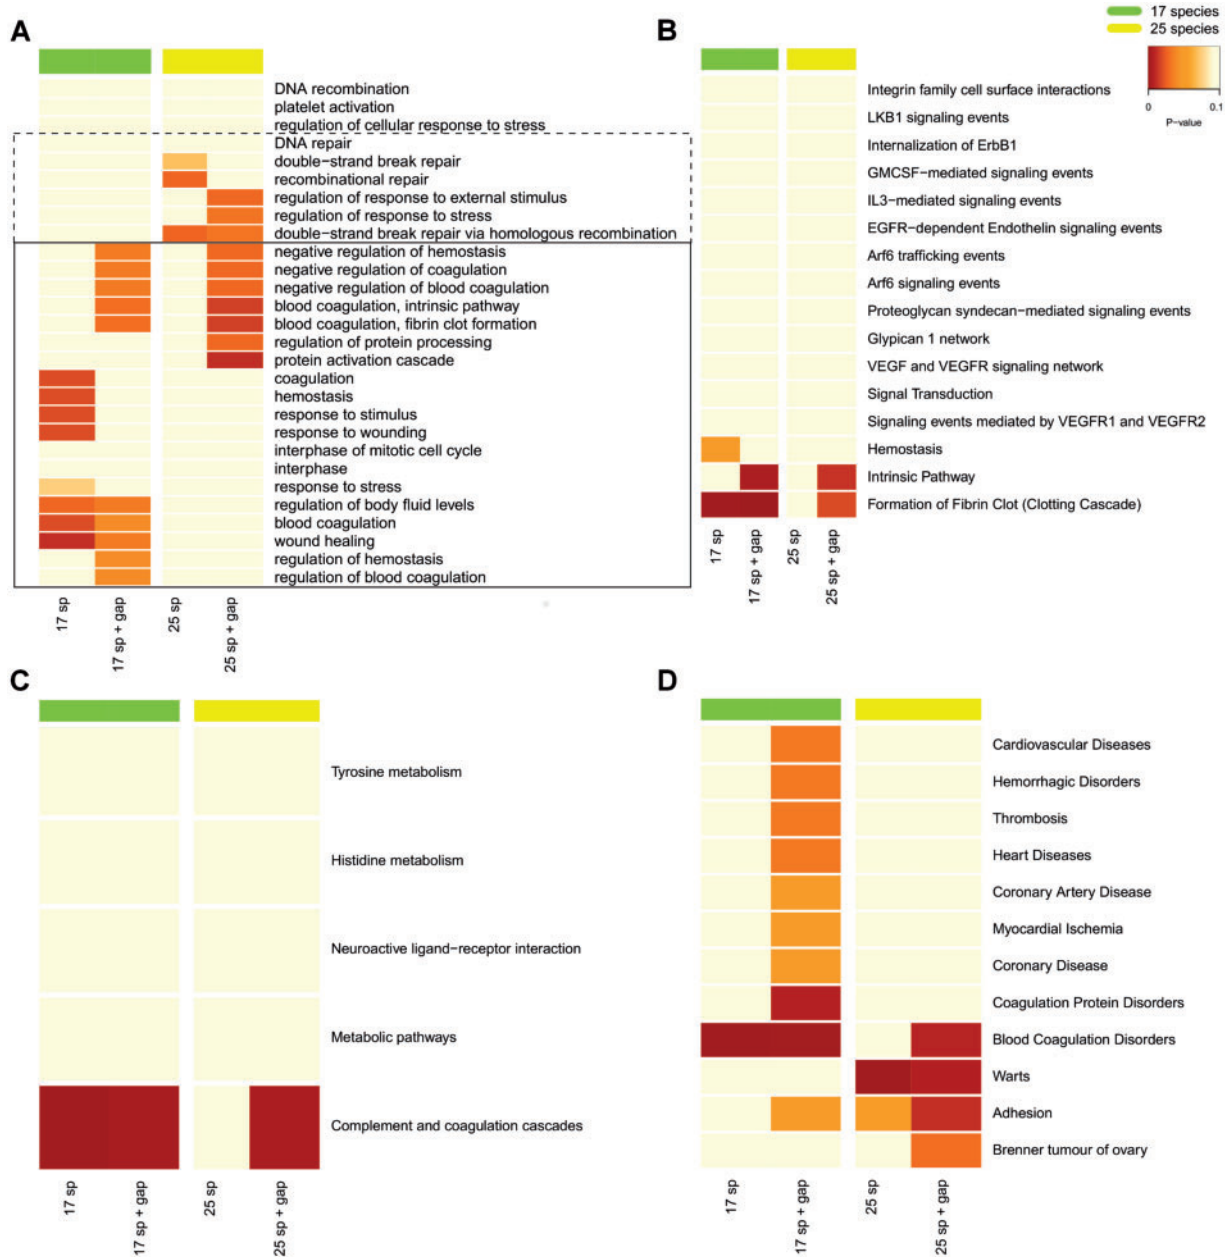 A
DNA recombination
platelet activation
regulation of cellular response to stress
DNA repair
double-strand break repair
recombinational repair
regulation of response to external stimulus
regulation of response to stress
double-strand break repair via homologous recombination
negative regulation of hemostasis
negative regulation of coagulation
negative regulation of blood coagulation
blood coagulation, intrinsic pathway
blood coagulation, fibrin clot formation
regulation of protein processing
protein activation cascade
coagulation
hemostasis
response to stimulus
response to wounding
interphase of mitotic cell cycle
interphase
response to stress
regulation of body fluid levels
blood coagulation
wound healing
regulation of hemostasis
regulation of blood coagulation
17 sp
17 sp + gap
25 sp
25 sp + gap
B
17 species
25 species
0
0.1
P-value
Integrin family cell surface interactions
LKB1 signaling events
Internalization of ErbB1
GMCSF-mediated signaling events
IL3-mediated signaling events
EGFR-dependent Endothelin signaling events
Arf6 trafficking events
Arf6 signaling events
Proteoglycan syndecan-mediated signaling events
Glypican 1 network
VEGF and VEGFR signaling network
Signal Transduction
Signaling events mediated by VEGFR1 and VEGFR2
Hemostasis
Intrinsic Pathway
Formation of Fibrin Clot (Clotting Cascade)
17 sp
17 sp + gap
25 sp
25 sp + gap
C
Tyrosine metabolism
Histidine metabolism
Neuroactive ligand-receptor interaction
Metabolic pathways
Complement and coagulation cascades
17 sp
17 sp + gap
25 sp
25 sp + gap
D
Cardiovascular Diseases
Hemorrhagic Disorders
Thrombosis
Heart Diseases
Coronary Artery Disease
Myocardial Ischemia
Coronary Disease
Coagulation Protein Disorders
Blood Coagulation Disorders
Warts
Adhesion
Brenner tumour of ovary
17 sp
17 sp + gap
25 sp
25 sp + gap